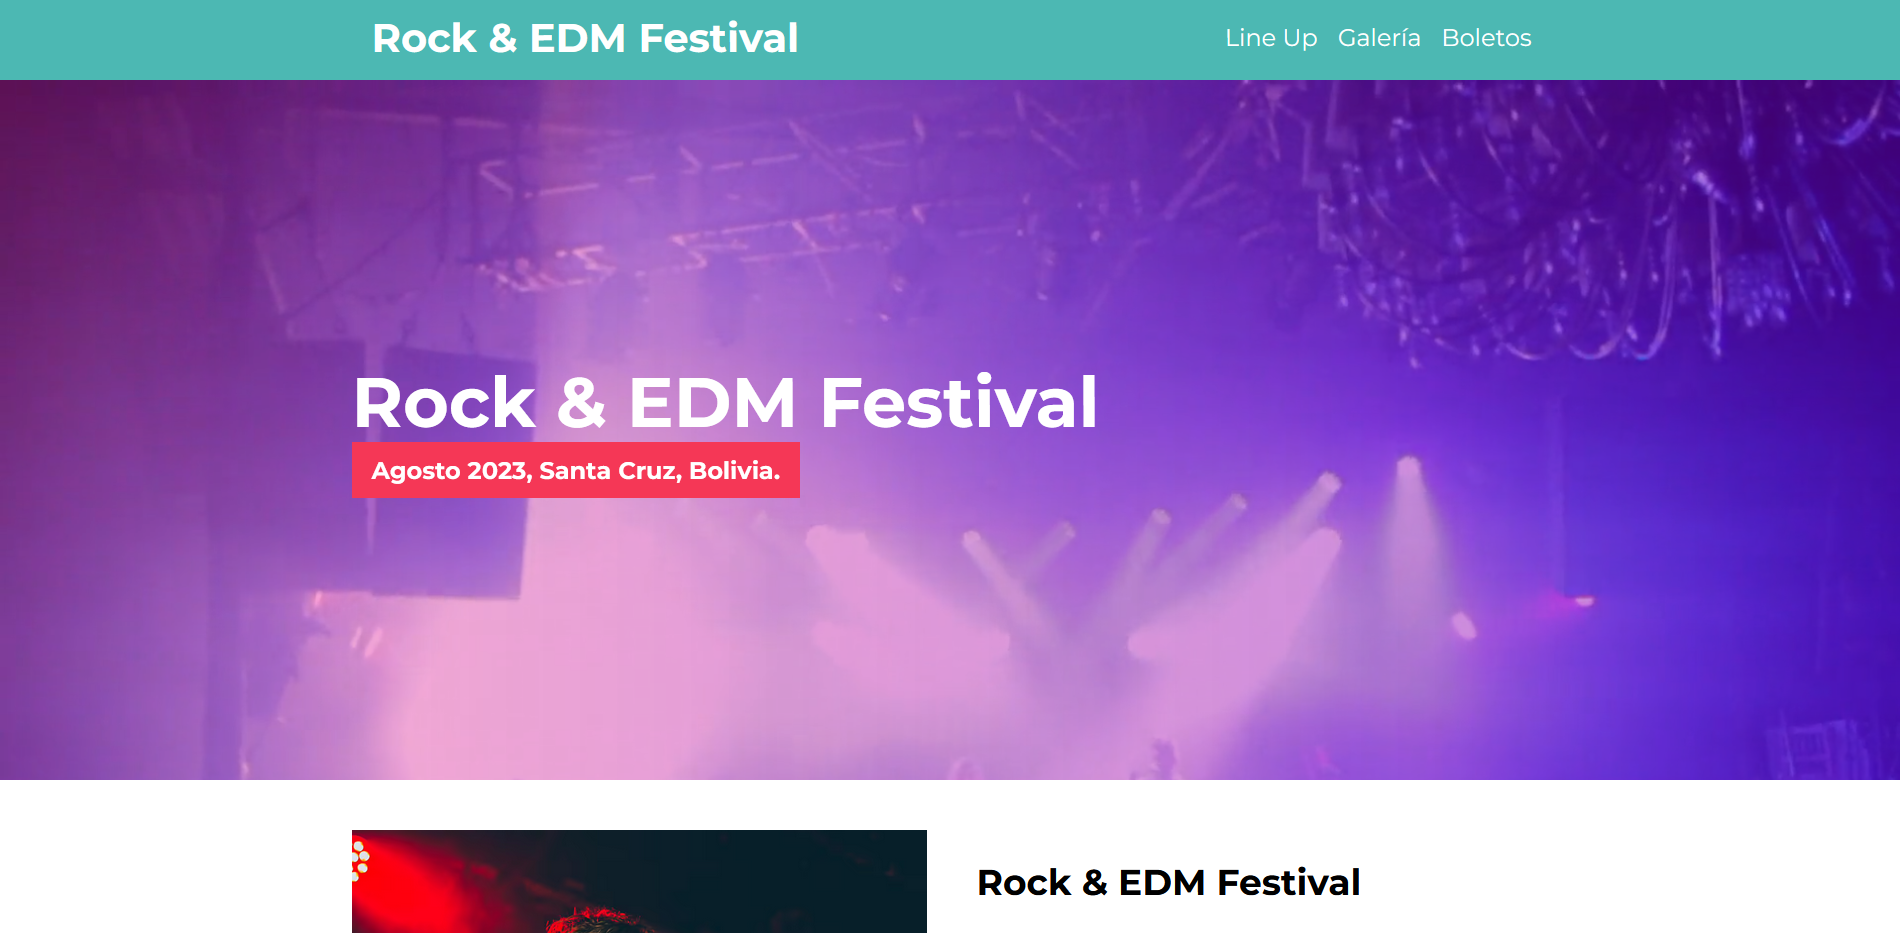 Rock & EDM Festival
Line Up Galería Boletos
Rock & EDM Festival
Agosto 2023, Santa Cruz, Bolivia.
Rock & EDM Festival